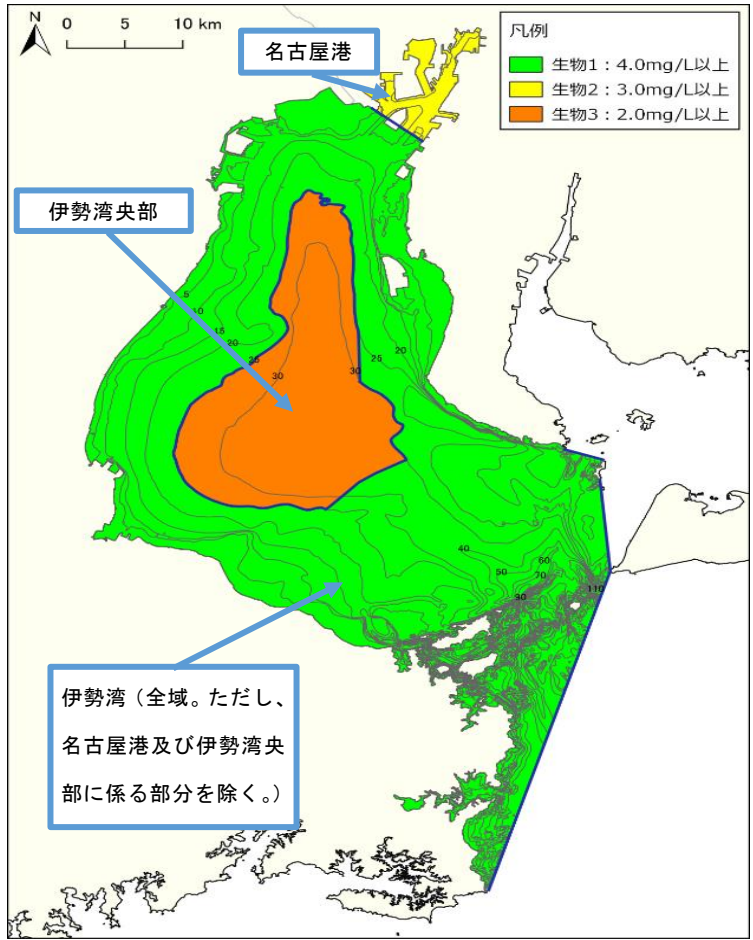 N
0 5 10 km
名古屋港
凡例
生物1：4.0mg/L以上
生物2：3.0mg/L以上
生物3：2.0mg/L以上
伊勢湾央部
5
10
15
20
25
30
30
25
20
40
50
60
70
90
110
伊勢湾（全域。ただし、
名古屋港及び伊勢湾央
部に係る部分を除く。）